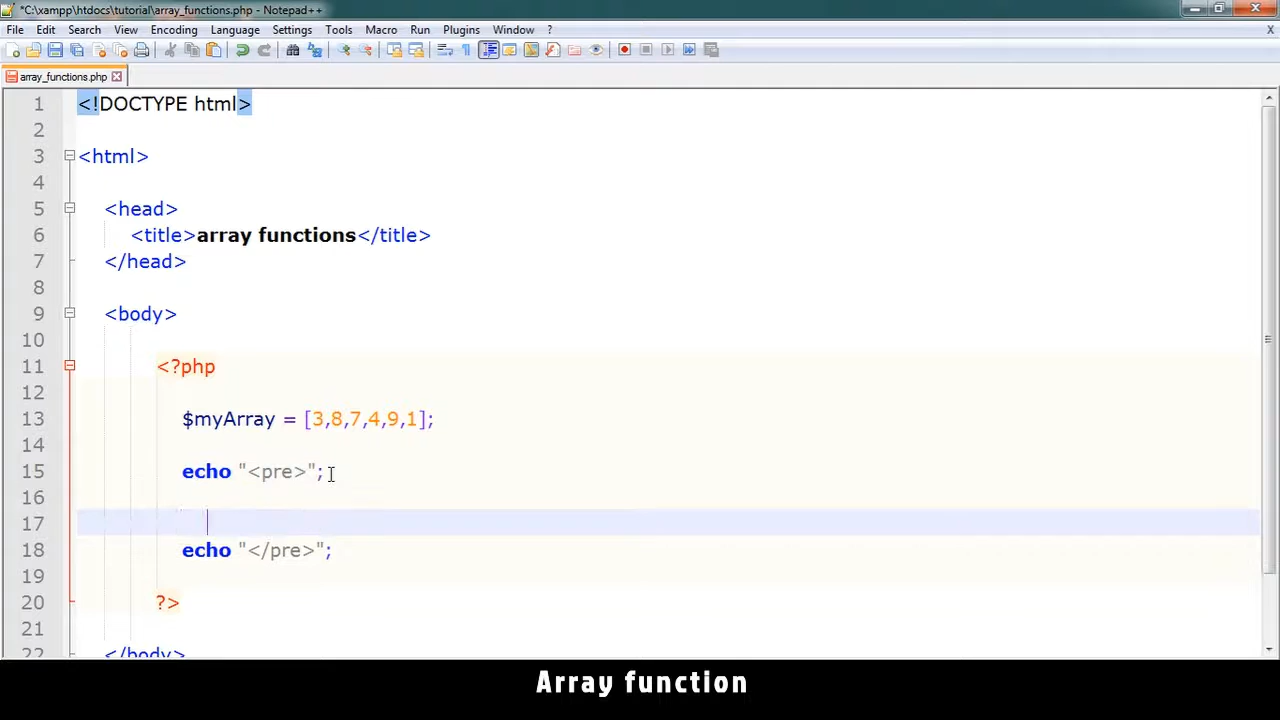 *C:\xampp\htdocs\tutorial\array_functions.php - Notepad++
File Edit Search View Encoding Language Settings Tools Macro Run Plugins Window ? X
array_functions.php
1 <!DOCTYPE html>
2
3 <html>
4
5 <head>
6 <title>array functions</title>
7 </head>
8
9 <body>
10
11 <?php
12
13 $myArray = [3,8,7,4,9,1];
14
15 echo "<pre>";
16
17
18 echo "</pre>";
19
20 ?>
21
22 </body>
Array function